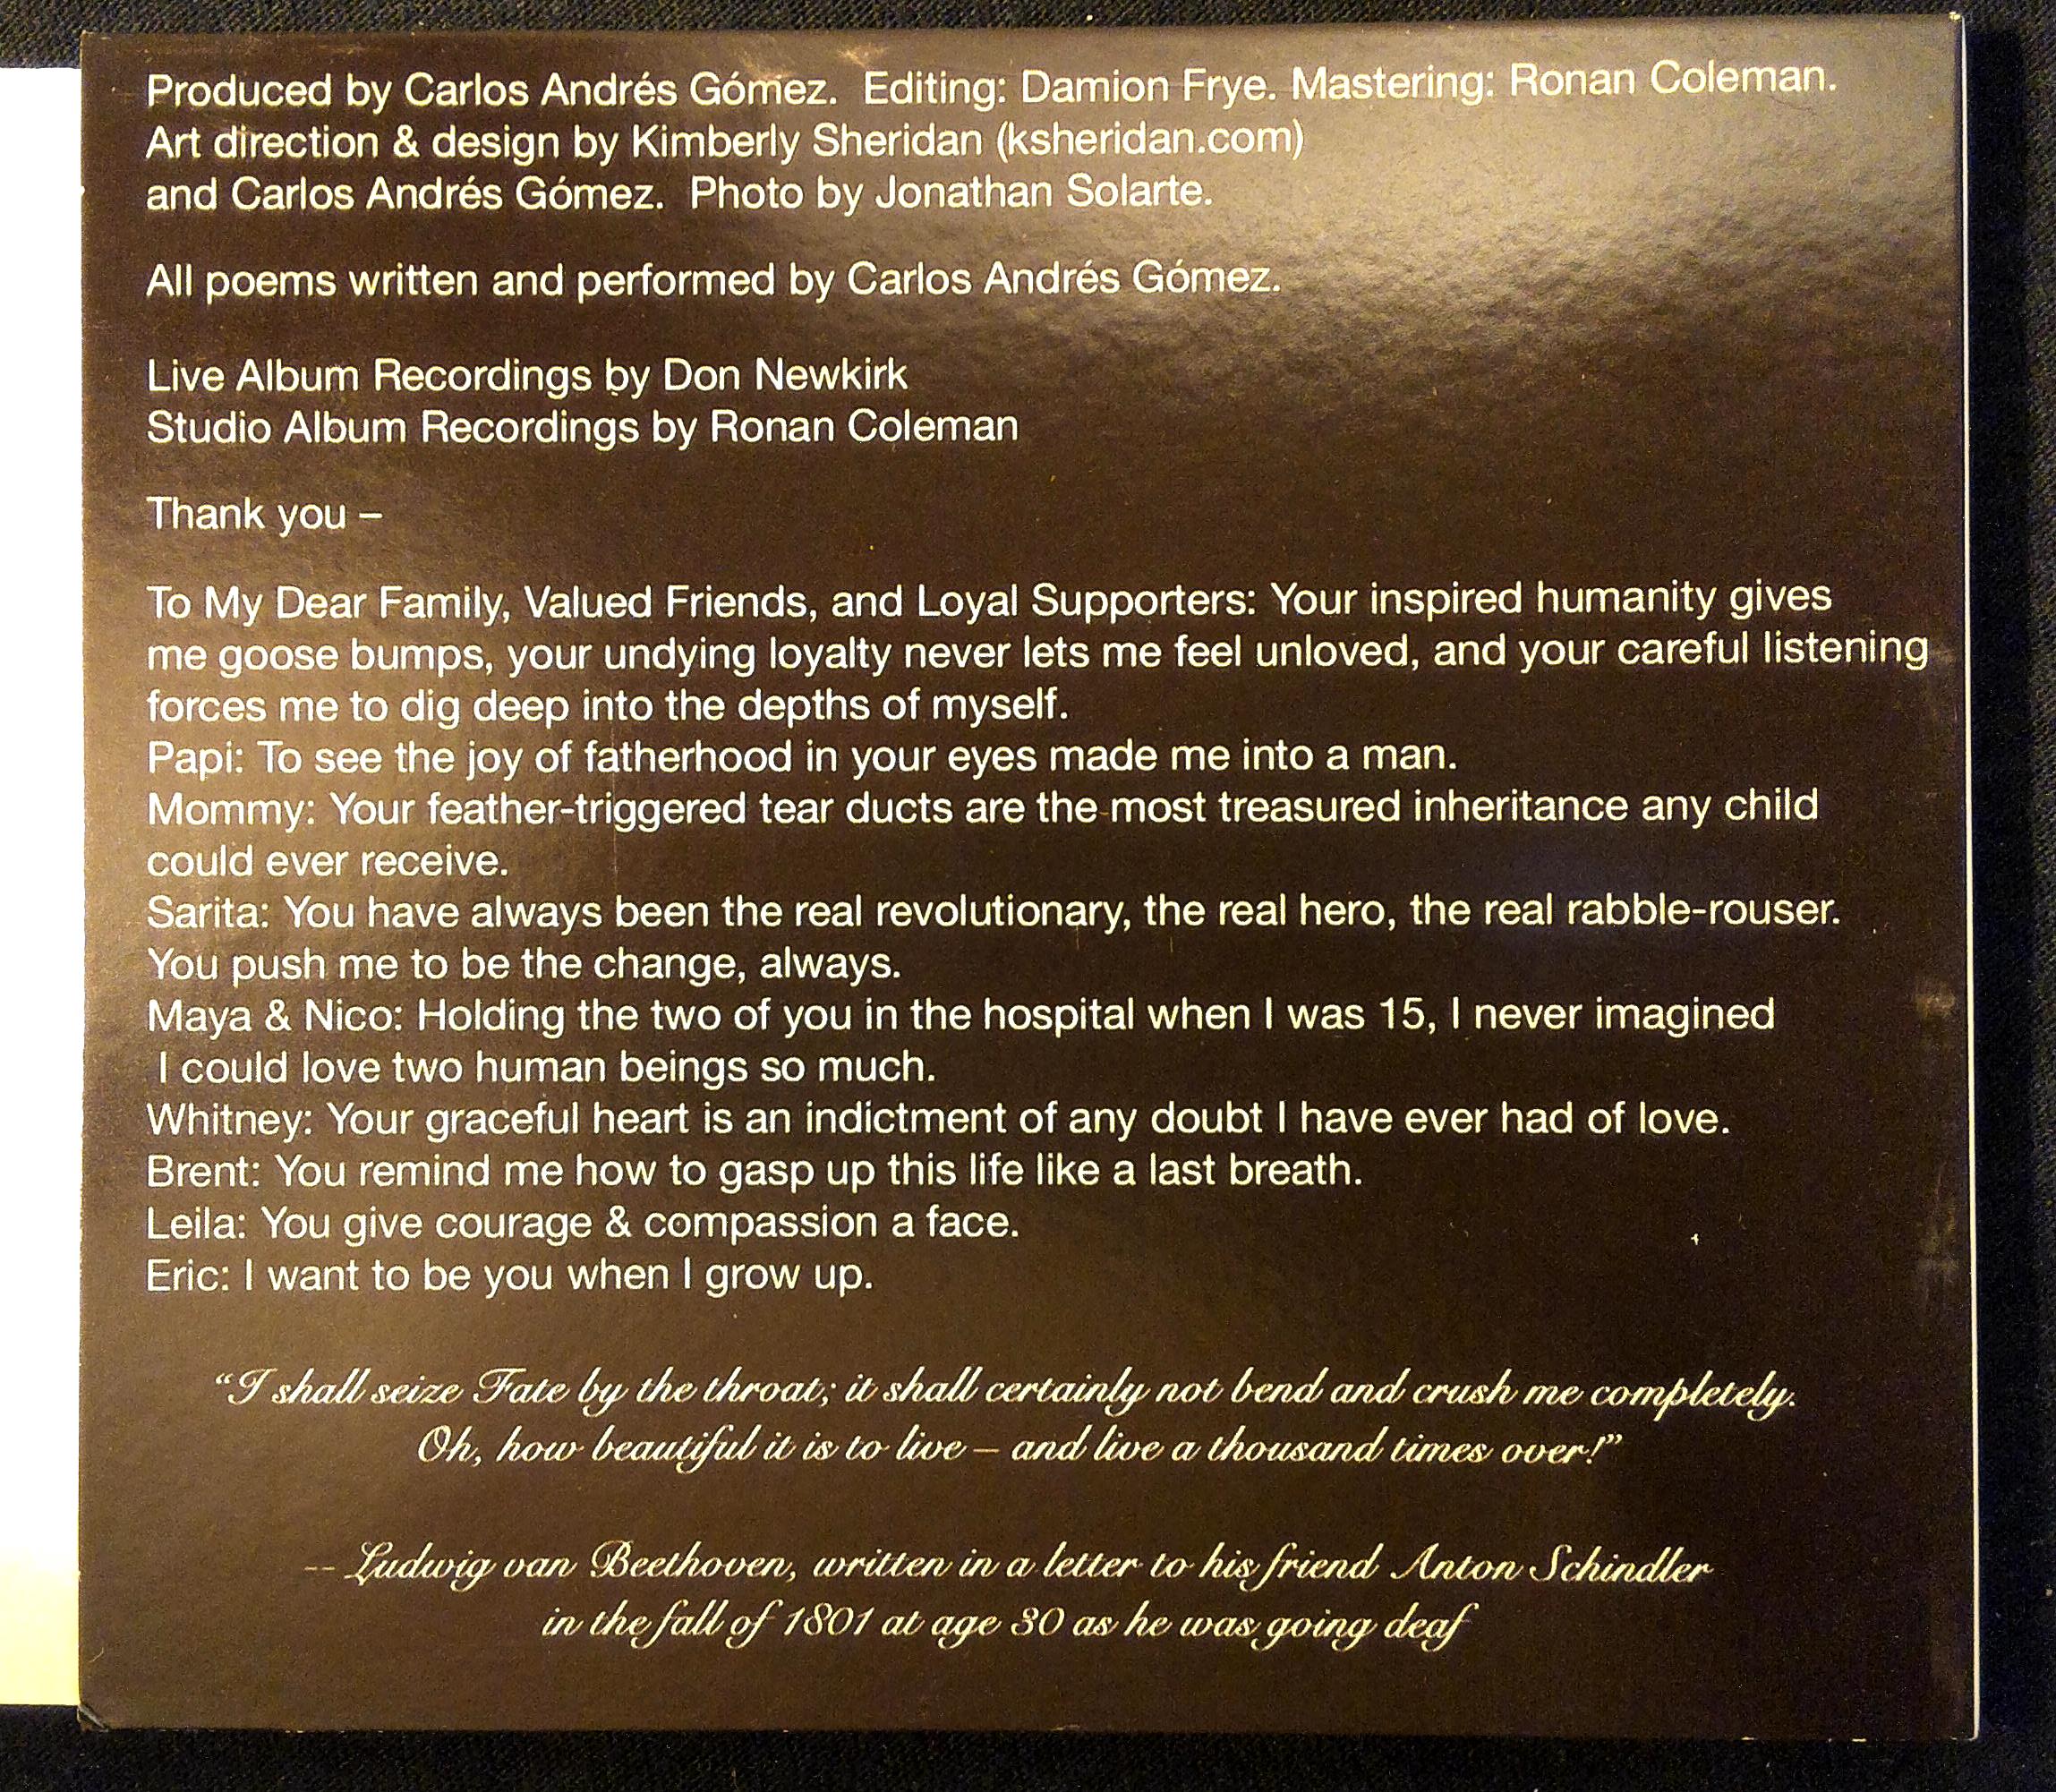 Produced by Carlos Andrés Gómez.  Editing: Damion Frye. Mastering: Ronan Coleman.
Art direction & design by Kimberly Sheridan (ksheridan.com)
and Carlos Andrés Gómez.  Photo by Jonathan Solarte.
All poems written and performed by Carlos Andrés Gómez.
Live Album Recordings by Don Newkirk
Studio Album Recordings by Ronan Coleman
Thank you –
To My Dear Family, Valued Friends, and Loyal Supporters: Your inspired humanity gives
me goose bumps, your undying loyalty never lets me feel unloved, and your careful listening
forces me to dig deep into the depths of myself.
Papi: To see the joy of fatherhood in your eyes made me into a man.
Mommy: Your feather-triggered tear ducts are the most treasured inheritance any child
could ever receive.
Sarita: You have always been the real revolutionary, the real hero, the real rabble-rouser.
You push me to be the change, always.
Maya & Nico: Holding the two of you in the hospital when I was 15, I never imagined
I could love two human beings so much.
Whitney: Your graceful heart is an indictment of any doubt I have ever had of love.
Brent: You remind me how to gasp up this life like a last breath.
Leila: You give courage & compassion a face.
Eric: I want to be you when I grow up.
“I shall seize Fate by the throat; it shall certainly not bend and crush me completely.
Oh, how beautiful it is to live – and live a thousand times over!”
-- Ludwig van Beethoven, written in a letter to his friend Anton Schindler
in the fall of 1801 at age 30 as he was going deaf